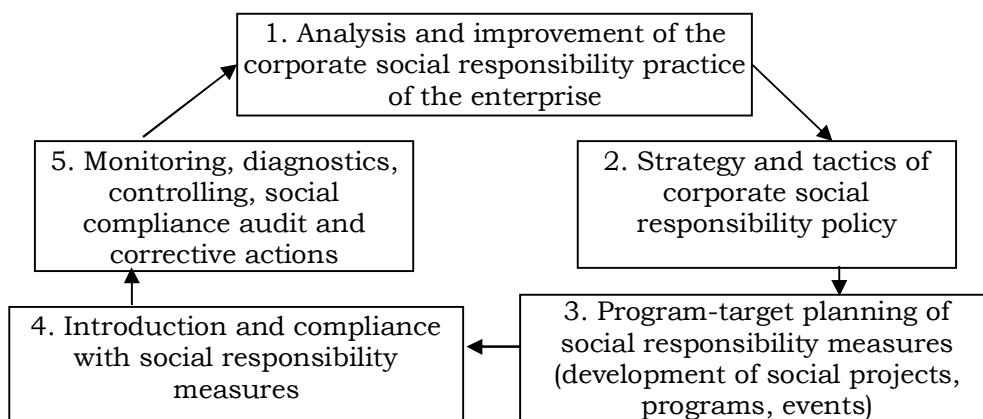 1. Analysis and improvement of the
corporate social responsibility practice
of the enterprise
2. Strategy and tactics of
corporate social
responsibility policy
3. Program-target planning of
social responsibility measures
(development of social projects,
programs, events)
4. Introduction and compliance
with social responsibility
measures
5. Monitoring, diagnostics,
controlling, social
compliance audit and
corrective actions